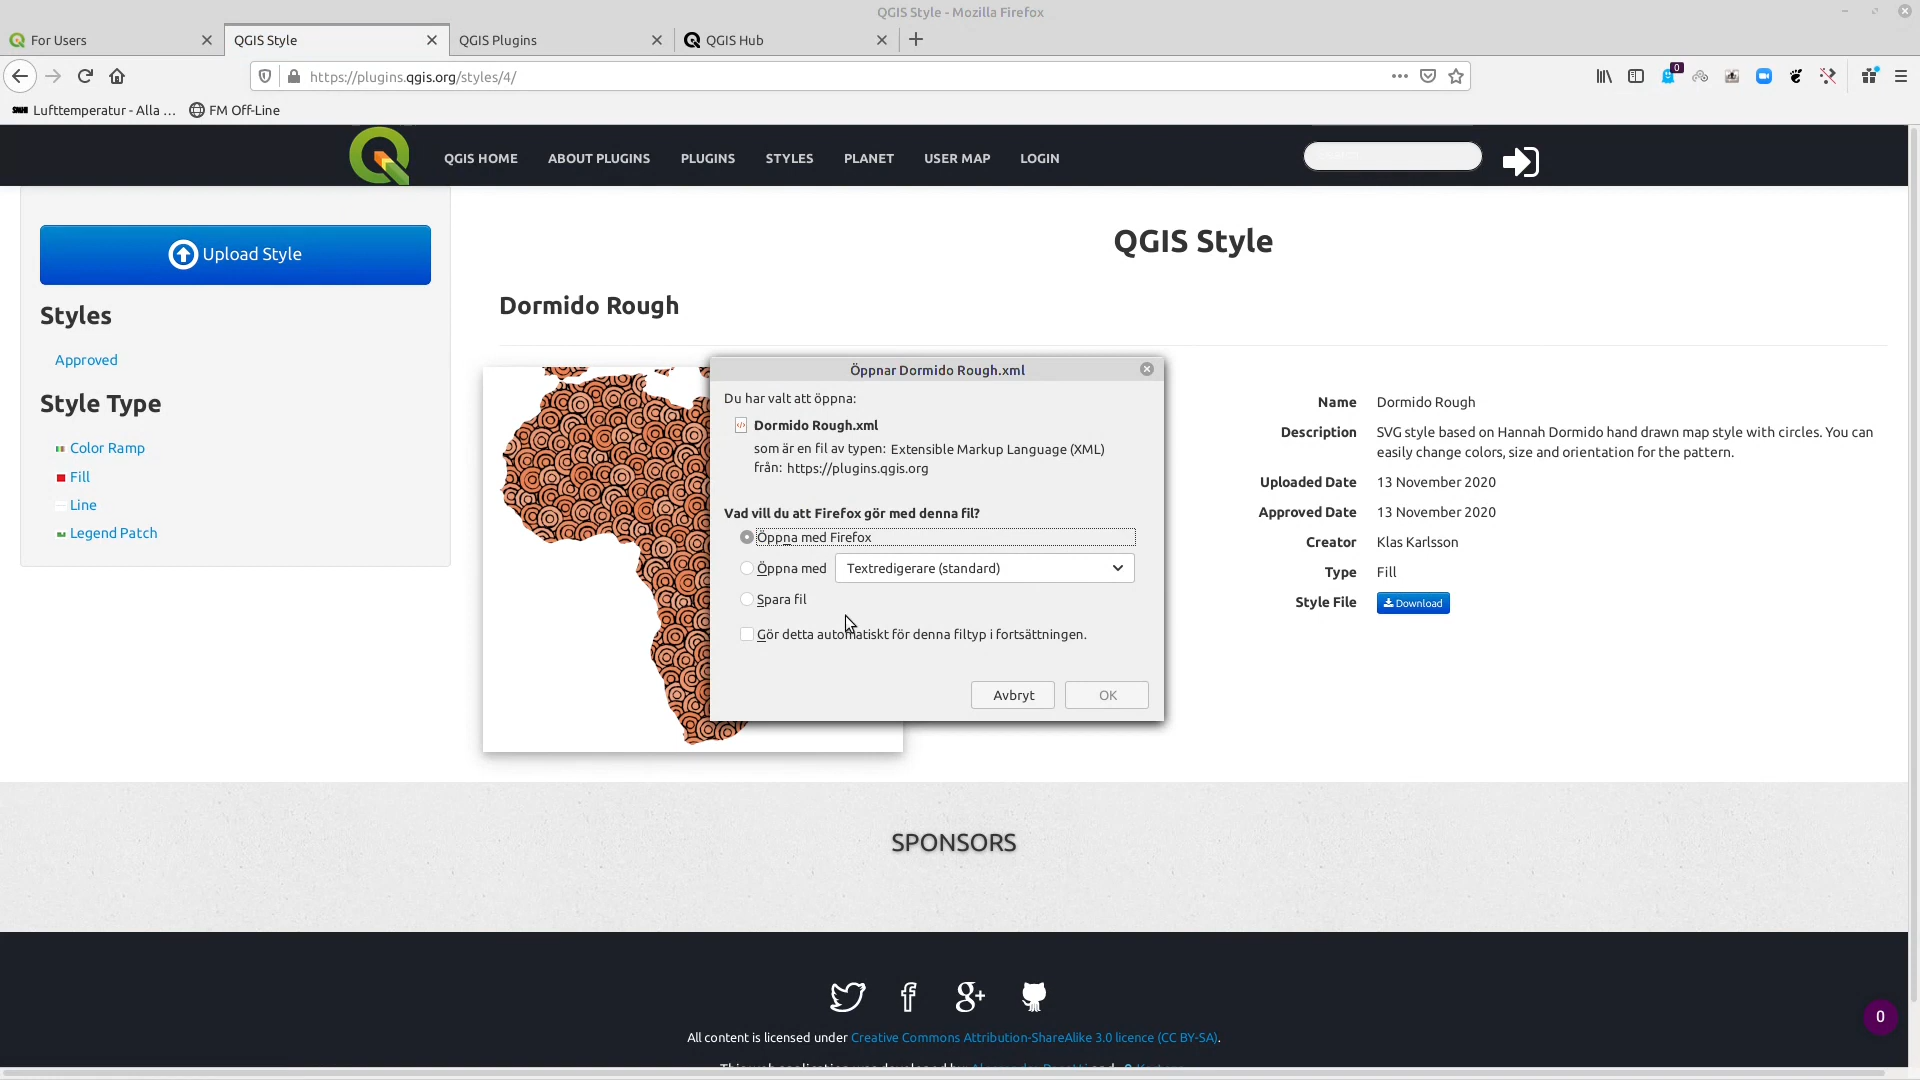 QGIS Style - Mozilla Firefox
For Users
QGIS Style
QGIS Plugins
QGIS Hub
https://plugins.qgis.org/styles/4/
0
Lufttemperatur - Alla …
FM Off-Line
QGIS HOME
ABOUT PLUGINS
PLUGINS
STYLES
PLANET
USER MAP
LOGIN
Upload Style
QGIS Style
Styles
Dormido Rough
Approved
Style Type
Color Ramp
Fill
Line
Legend Patch
Öppnar Dormido Rough.xml
Du har valt att öppna:
Dormido Rough.xml
som är en fil av typen: Extensible Markup Language (XML)
från: https://plugins.qgis.org
Vad vill du att Firefox gör med denna fil?
Öppna med Firefox
Öppna med Textredigerare (standard)
Spara fil
Gör detta automatiskt för denna filtyp i fortsättningen.
Avbryt
OK
Name Dormido Rough
Description SVG style based on Hannah Dormido hand drawn map style with circles. You can
easily change colors, size and orientation for the pattern.
Uploaded Date 13 November 2020
Approved Date 13 November 2020
Creator Klas Karlsson
Type Fill
Style File Download
SPONSORS
0
All content is licensed under Creative Commons Attribution-ShareAlike 3.0 licence (CC BY-SA).